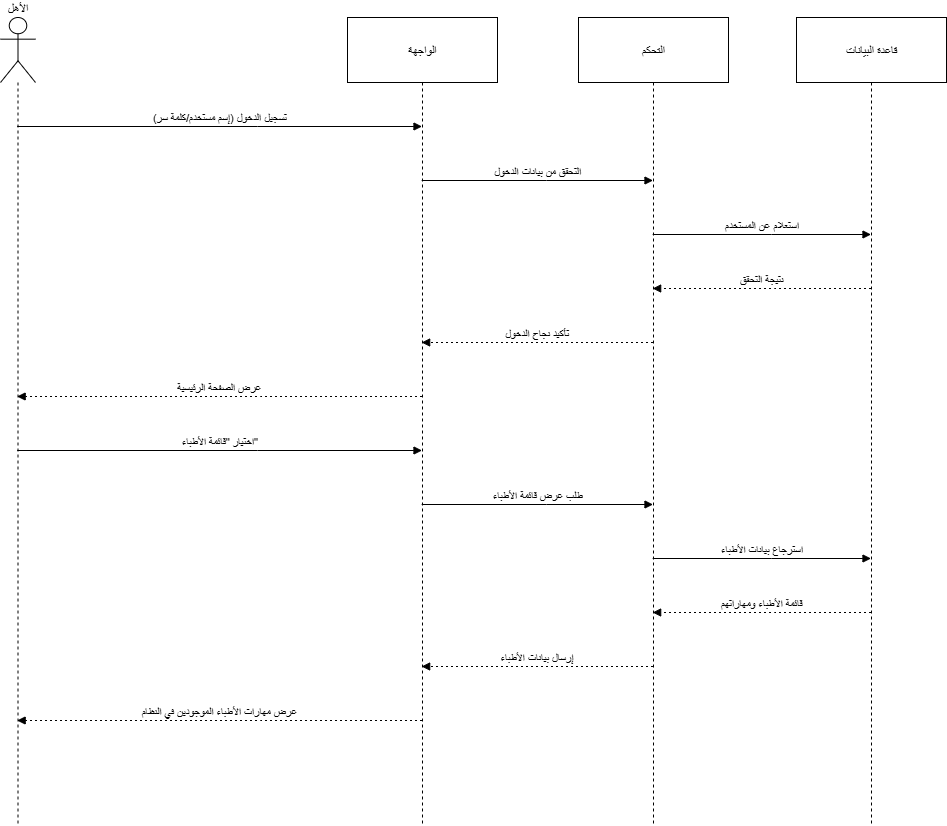 الأهل
الواجهة
التحكم
قاعدة البيانات
تسجيل الدخول (إسم مستخدم/كلمة سر)
التحقق من بيانات الدخول
استعلام عن المستخدم
نتيجة التحقق
تأكيد نجاح الدخول
عرض الصفحة الرئيسية
اختيار "قائمة الأطباء"
طلب عرض قائمة الأطباء
استرجاع بيانات الأطباء
قائمة الأطباء ومهاراتهم
إرسال بيانات الأطباء
عرض مهارات الأطباء الموجودين في النظام